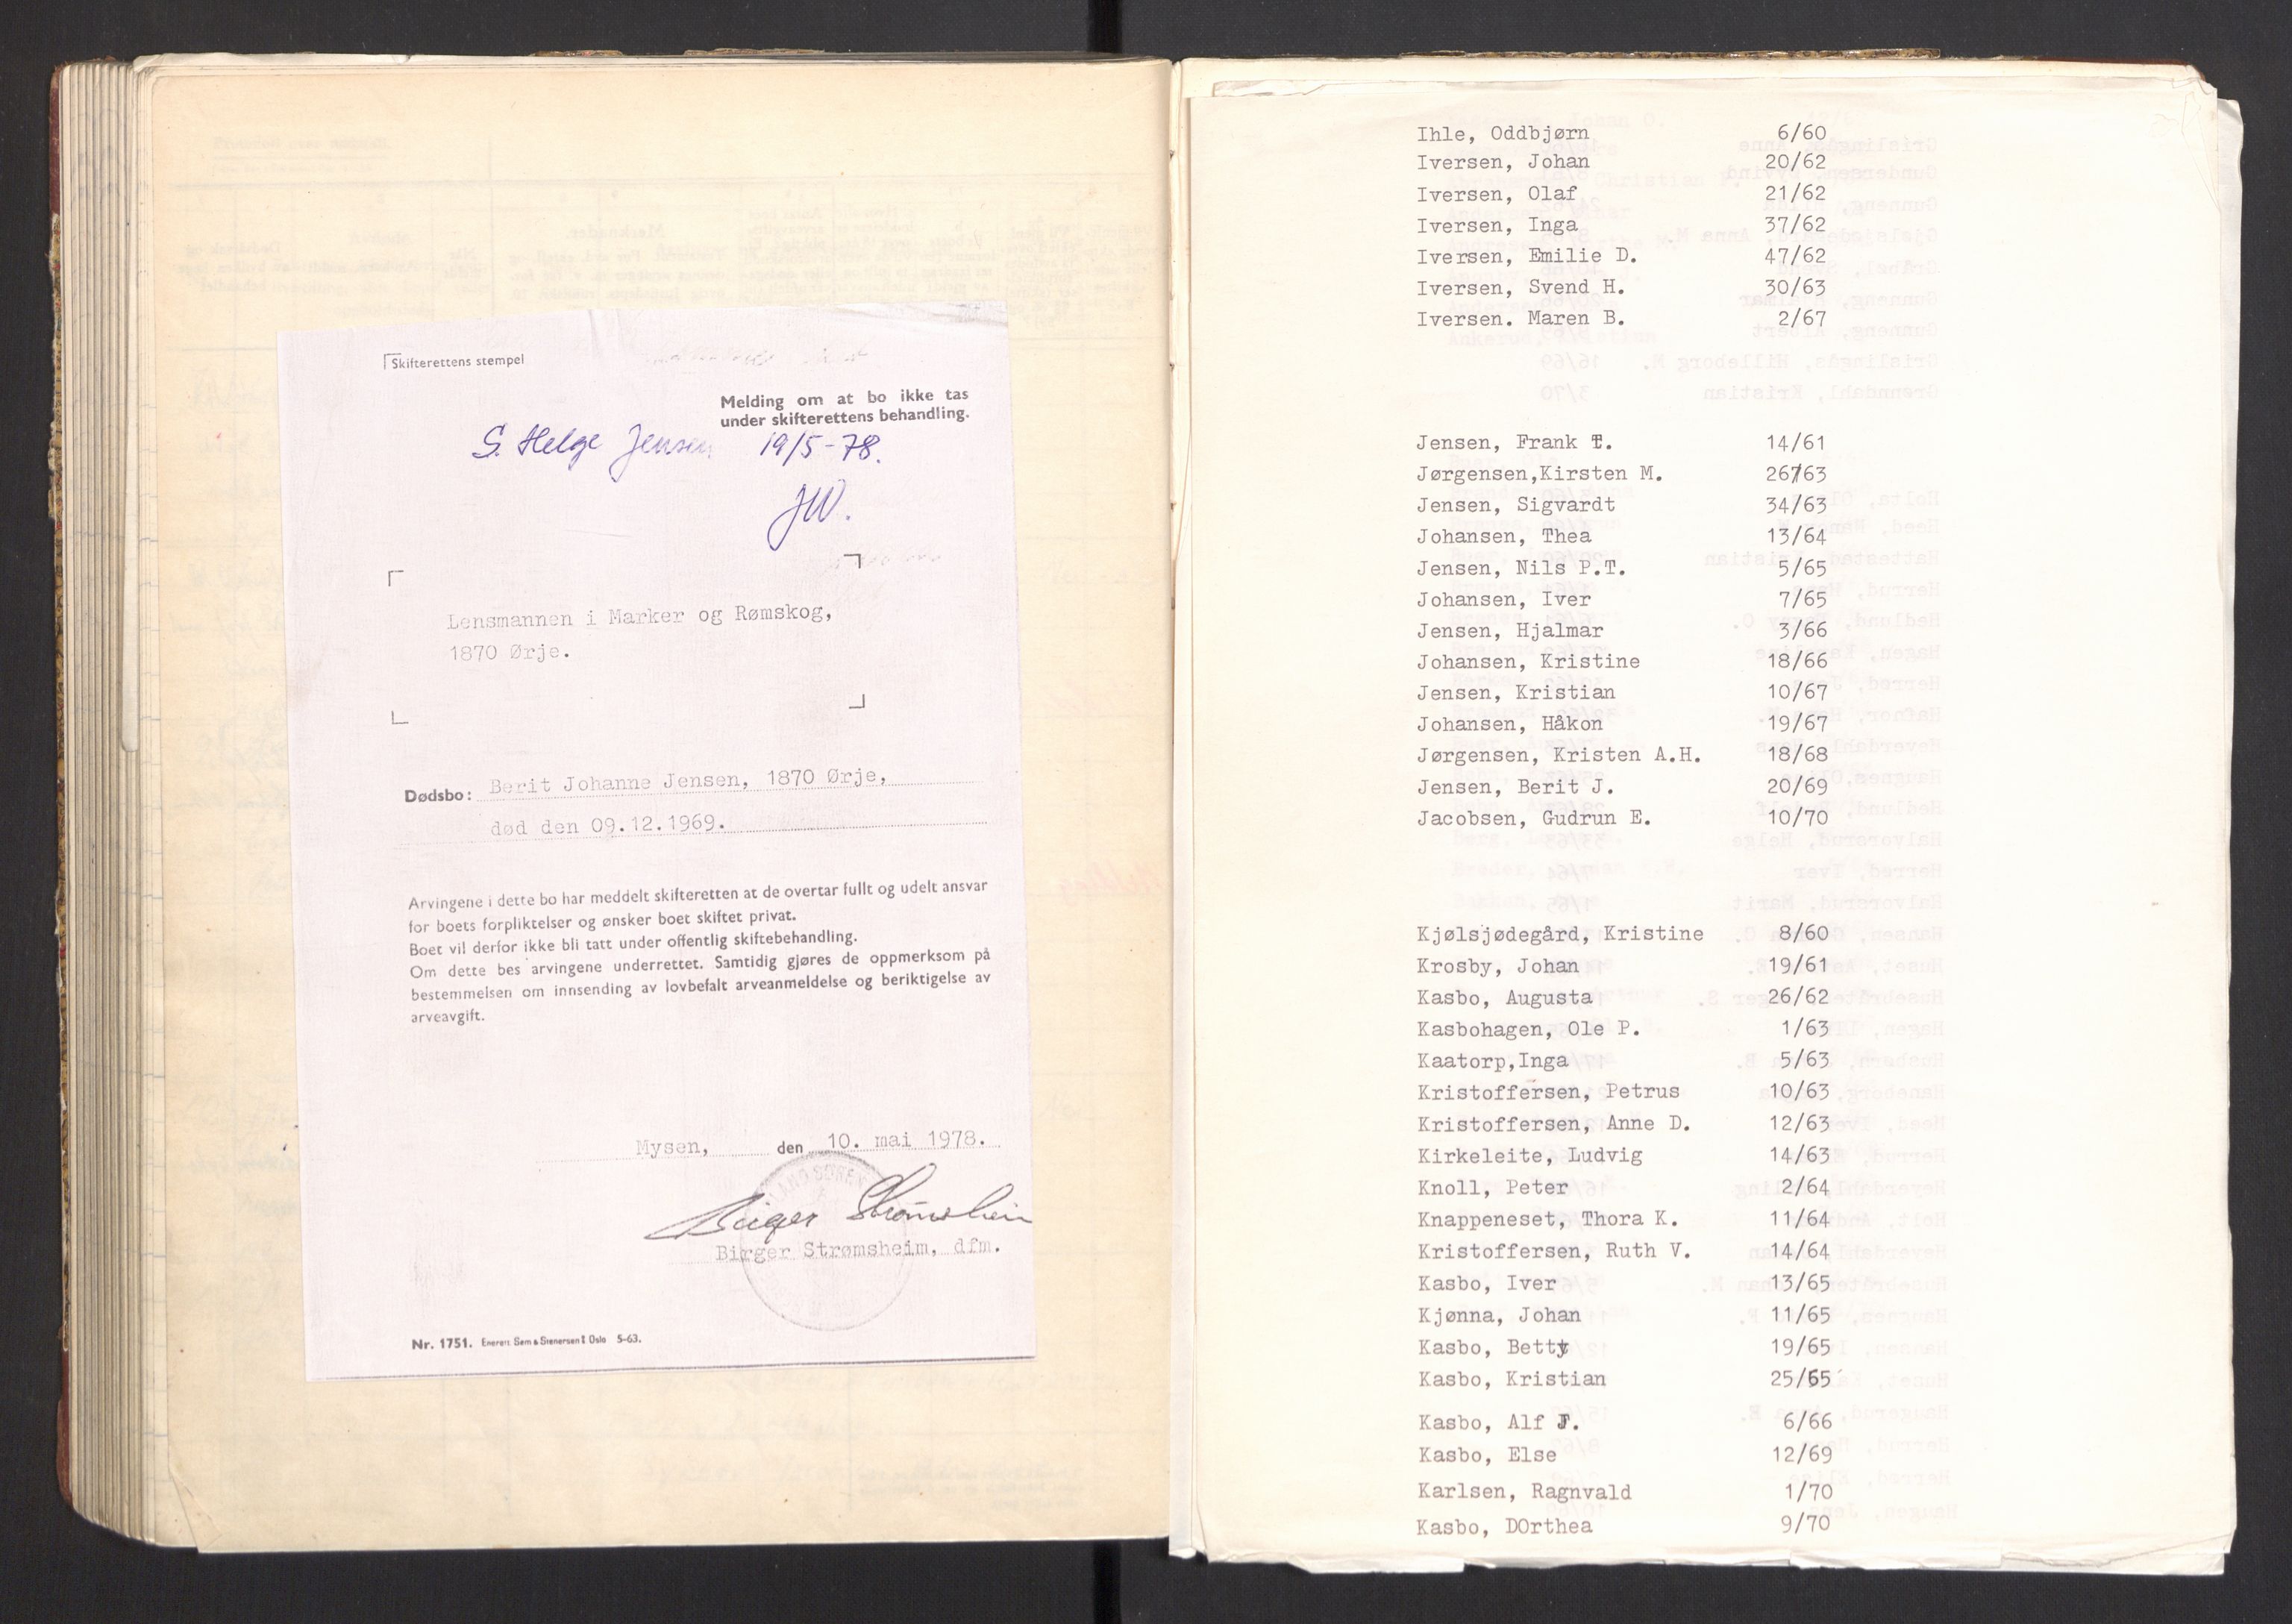 Skifterettens stempel
Melding om at bo ikke tas
under skifterettens behandling.
S. Helge Jensen 19/5-78.
JW.
Lensmannen i Marker og Rømskog,
1870 Ørje.
Dødsbo: Berit Johanne Jensen, 1870 Ørje,
død den 09.12.1969.
Arvingene i dette bo har meddelt skifteretten at de overtar fullt og udelt ansvar
for boets forpliktelser og ønsker boet skiftet privat.
Boet vil derfor ikke bli tatt under offentlig skiftebehandling.
Om dette bes arvingene underrettet. Samtidig gjøres de oppmerksom på
bestemmelsen om innsending av lovbefalt arveanmeldelse og beriktigelse av
arveavgift.
Mysen, den 10. mai 1978.
Birger Strømsheim
Birger Strømsheim, dfm.
Nr. 1751. Enerett Sem & Stenersen Oslo 5-63.
Ihle, Oddbjørn 6/60
Iversen, Johan 20/62
Iversen, Olaf 21/62
Iversen, Inga 37/62
Iversen, Emilie D. 47/62
Iversen, Svend H. 30/63
Iversen. Maren B. 2/67
Jensen, Frank T. 14/61
Jørgensen,Kirsten M. 26/63
Jensen, Sigvardt 34/63
Johansen, Thea 13/64
Jensen, Nils P.T. 5/65
Johansen, Iver 7/65
Jensen, Hjalmar 3/66
Johansen, Kristine 18/66
Jensen, Kristian 10/67
Johansen, Håkon 19/67
Jørgensen, Kristen A.H. 18/68
Jensen, Berit J. 20/69
Jacobsen, Gudrun E. 10/70
Kjølsjødegård, Kristine 8/60
Krosby, Johan 19/61
Kasbo, Augusta 26/62
Kasbohagen, Ole P. 1/63
Kaatorp,Inga 5/63
Kristoffersen, Petrus 10/63
Kristoffersen, Anne D. 12/63
Kirkeleite, Ludvig 14/63
Knoll, Peter 2/64
Knappeneset, Thora K. 11/64
Kristoffersen, Ruth V. 14/64
Kasbo, Iver 13/65
Kjønna, Johan 11/65
Kasbo, Betty 19/65
Kasbo, Kristian 25/65
Kasbo, Alf F. 6/66
Kasbo, Else 12/69
Karlsen, Ragnvald 1/70
Kasbo, DOrthea 9/70